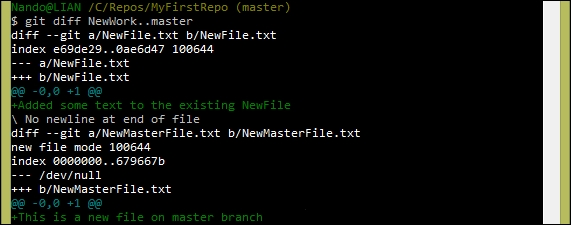 Nando@LIAN /C/Repos/MyFirstRepo (master)
$ git diff NewWork..master
diff --git a/NewFile.txt b/NewFile.txt
index e69de29..0ae6d47 100644
--- a/NewFile.txt
+++ b/NewFile.txt
@@ -0,0 +1 @@
+Added some text to the existing NewFile
\ No newline at end of file
diff --git a/NewMasterFile.txt b/NewMasterFile.txt
new file mode 100644
index 0000000..679667b
--- /dev/null
+++ b/NewMasterFile.txt
@@ -0,0 +1 @@
+This is a new file on master branch